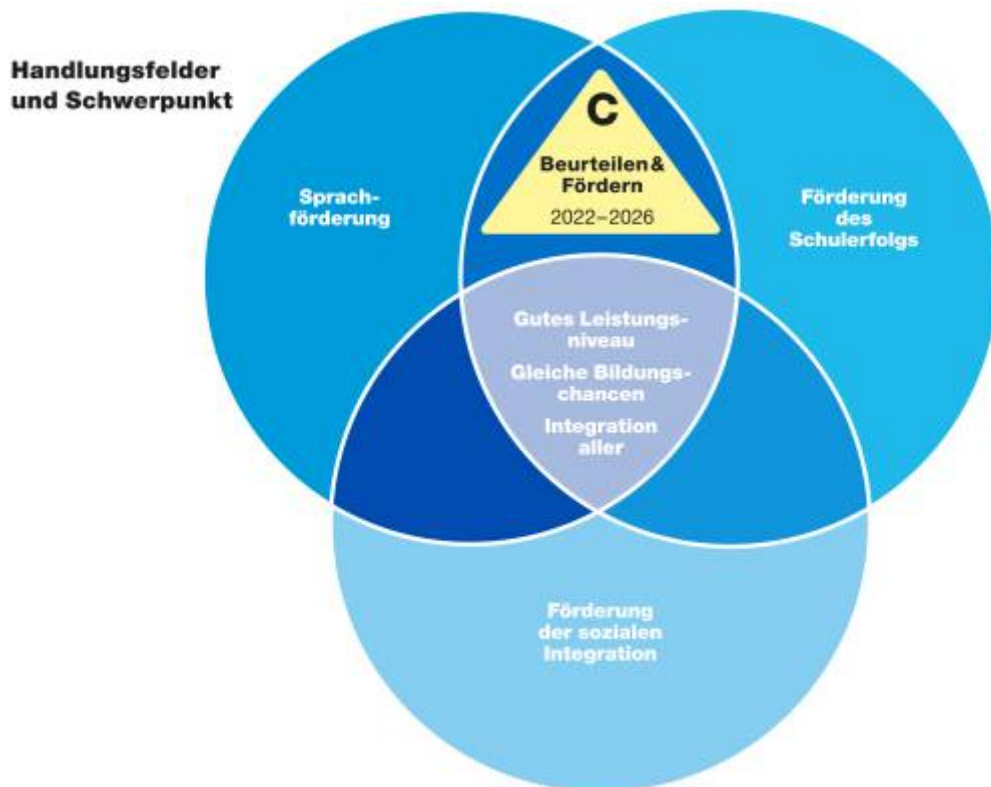 Handlungsfelder
und Schwerpunkt
C
Beurteilen &
Fördern
2022–2026
Sprach-
förderung
Förderung
des
Schulerfolgs
Gutes Leistungs-
niveau
Gleiche Bildungs-
chancen
Integration
aller
Förderung
der sozialen
Integration